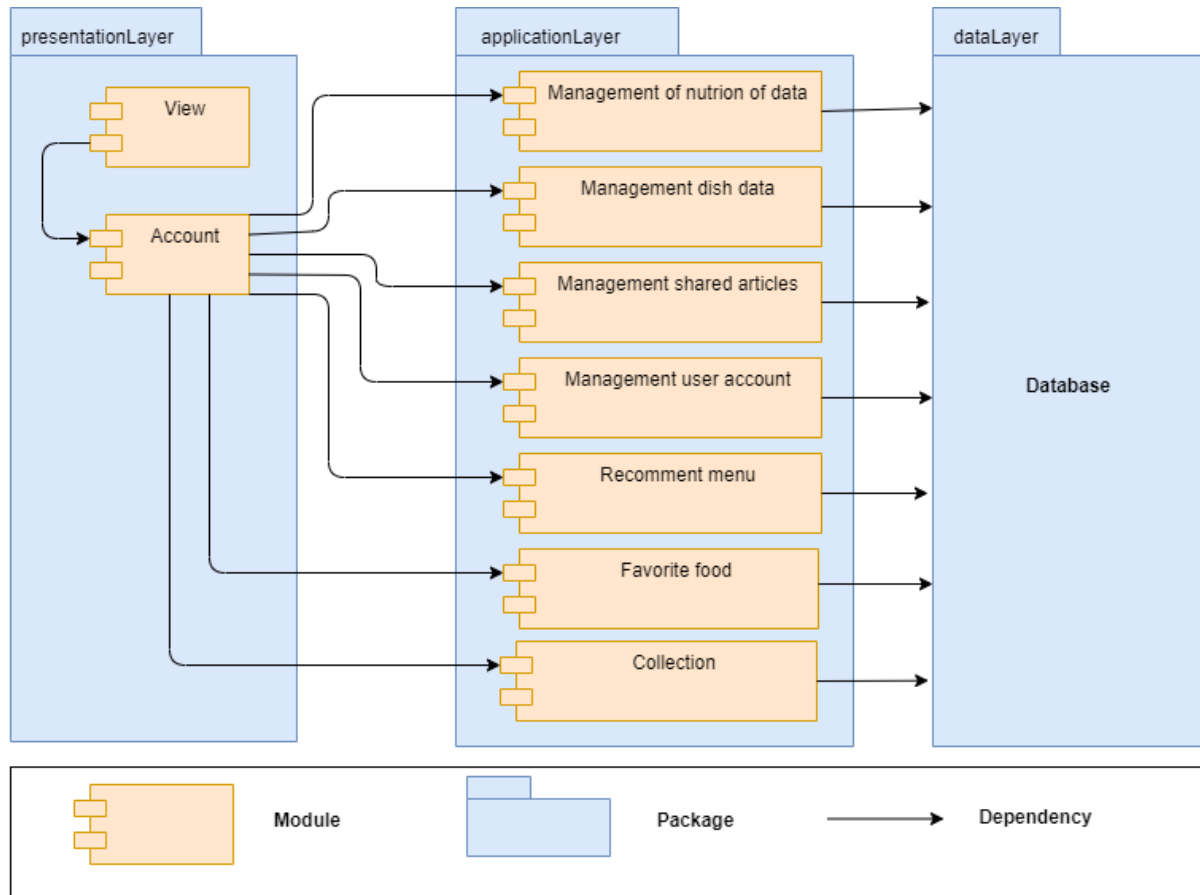 presentationLayer
View
Account
applicationLayer
Management of nutrion of data
Management dish data
Management shared articles
Management user account
Recomment menu
Favorite food
Collection
dataLayer
Database
Module
Package
Dependency